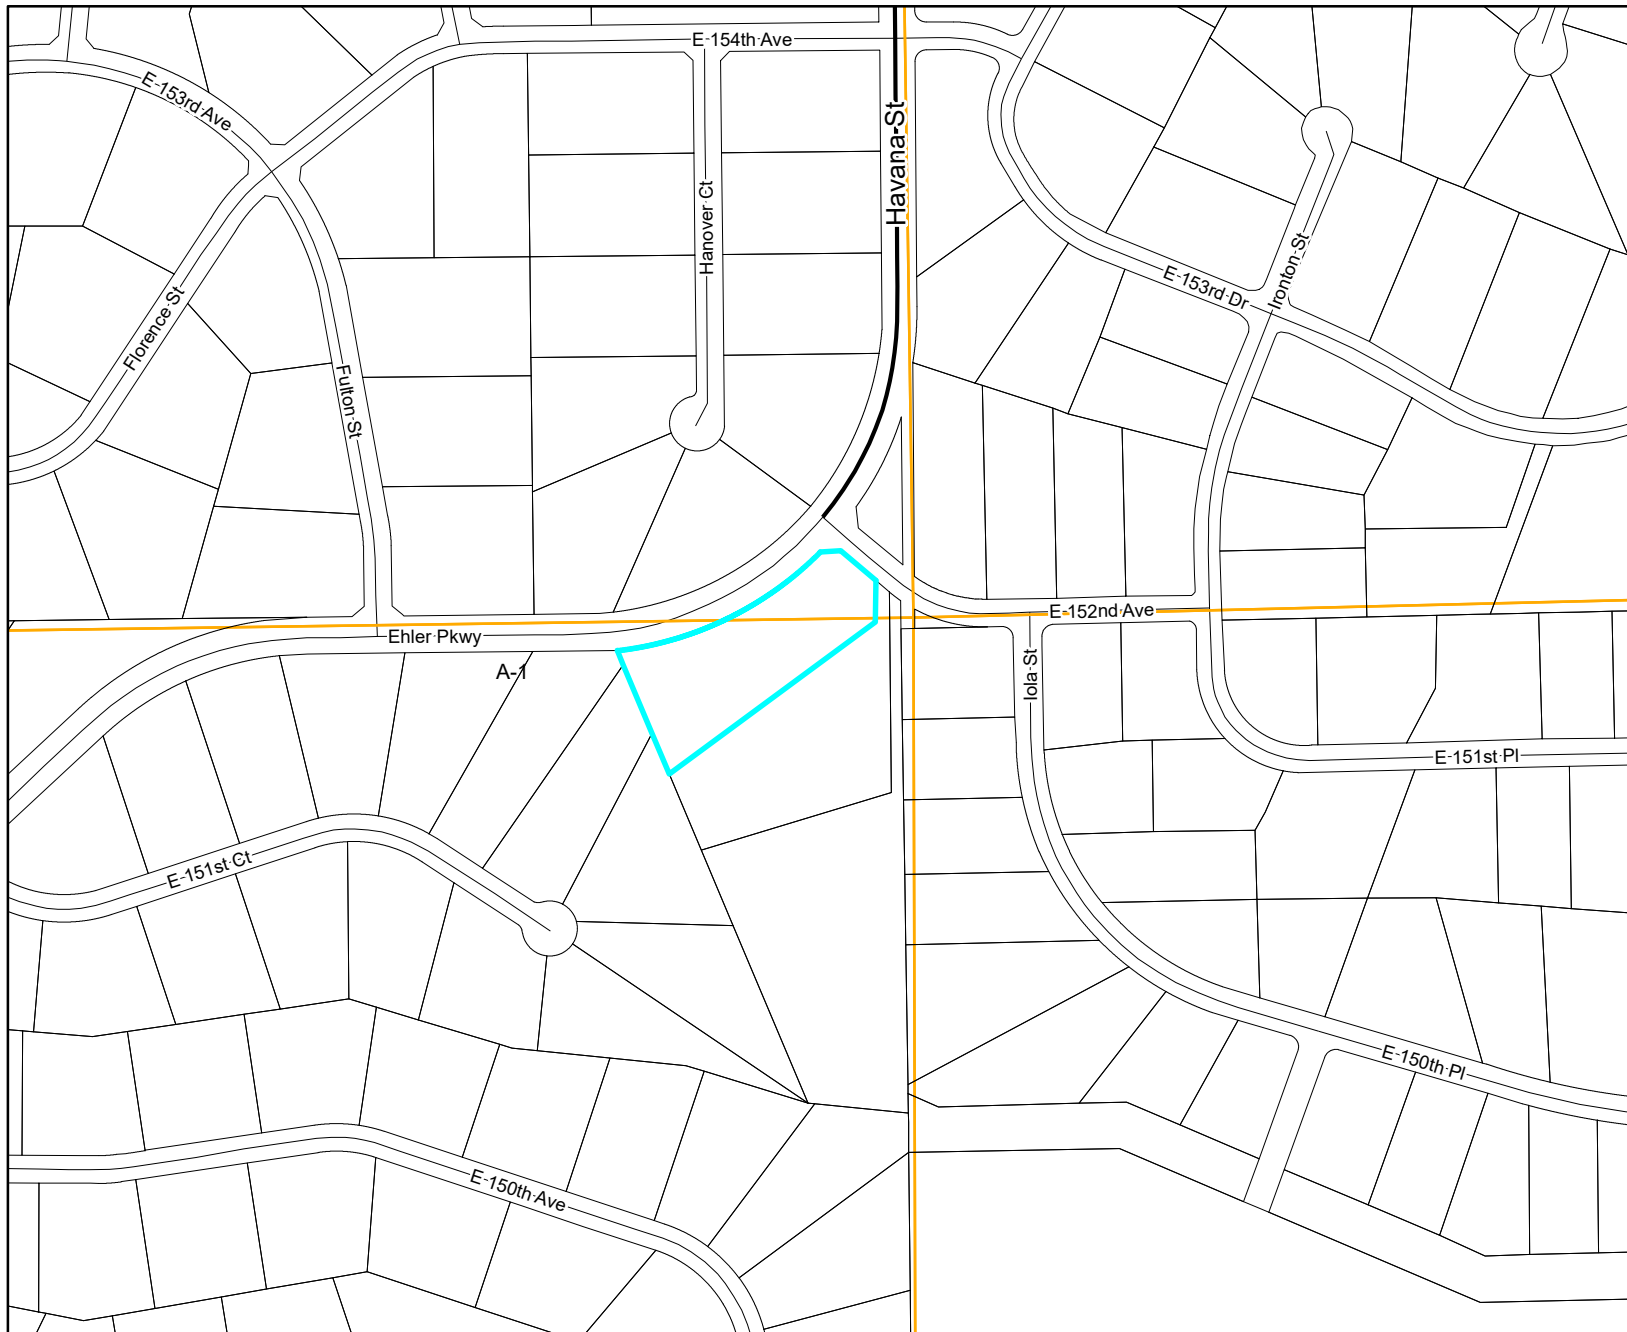 E 154th Ave
E 153rd Ave
Havana St
Hanover Ct
E 153rd Dr
Ironton St
Florence St
Fulton St
E 152nd Ave
Ehler Pkwy
A-1
Iola St
E 151st Pl
E 151st Ct
E 150th Pl
E 150th Ave